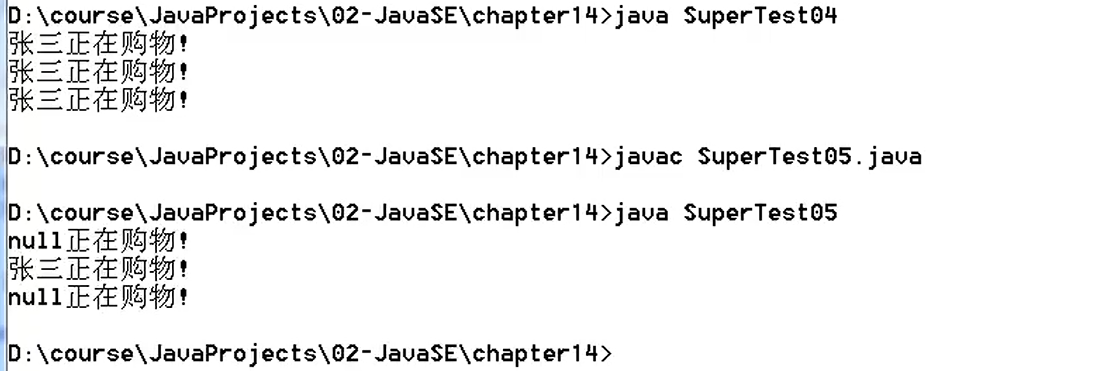 D:\course\JavaProjects\02-JavaSE\chapter14>java SuperTest04
张三正在购物!
张三正在购物!
张三正在购物!
D:\course\JavaProjects\02-JavaSE\chapter14>javac SuperTest05.java
D:\course\JavaProjects\02-JavaSE\chapter14>java SuperTest05
null正在购物!
张三正在购物!
null正在购物!
D:\course\JavaProjects\02-JavaSE\chapter14>